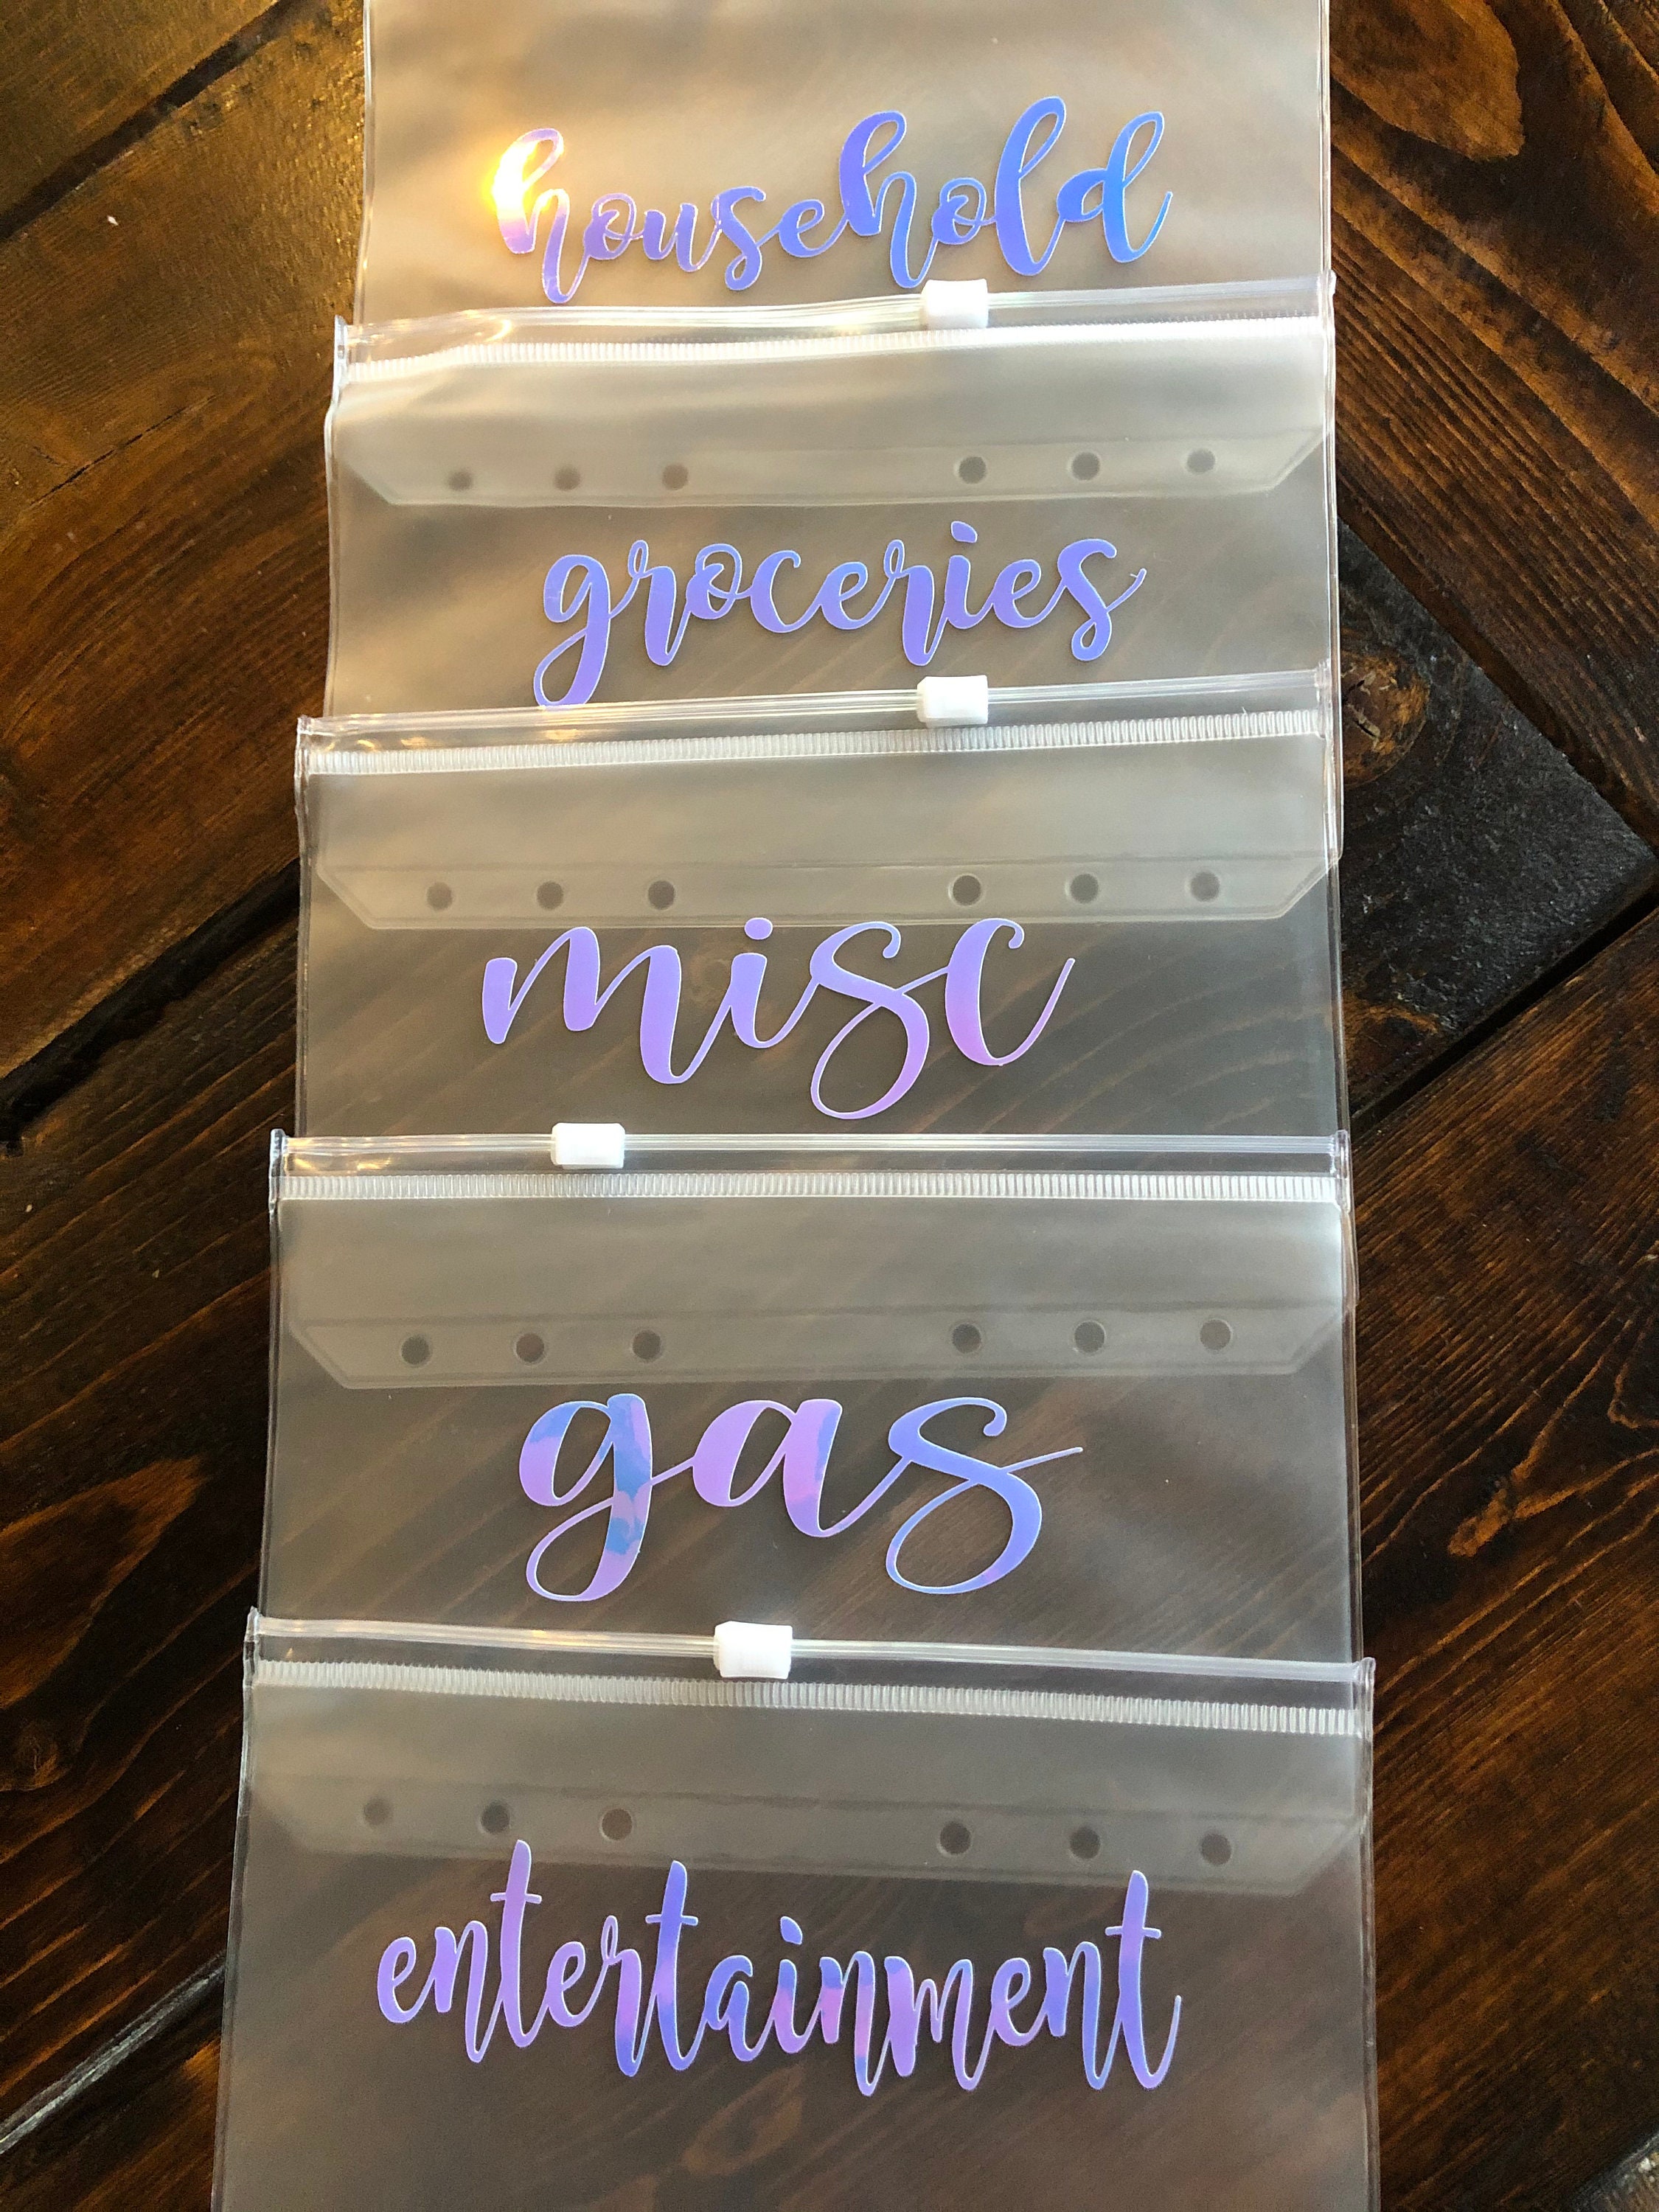 household
groceries
misc
gas
entertainment